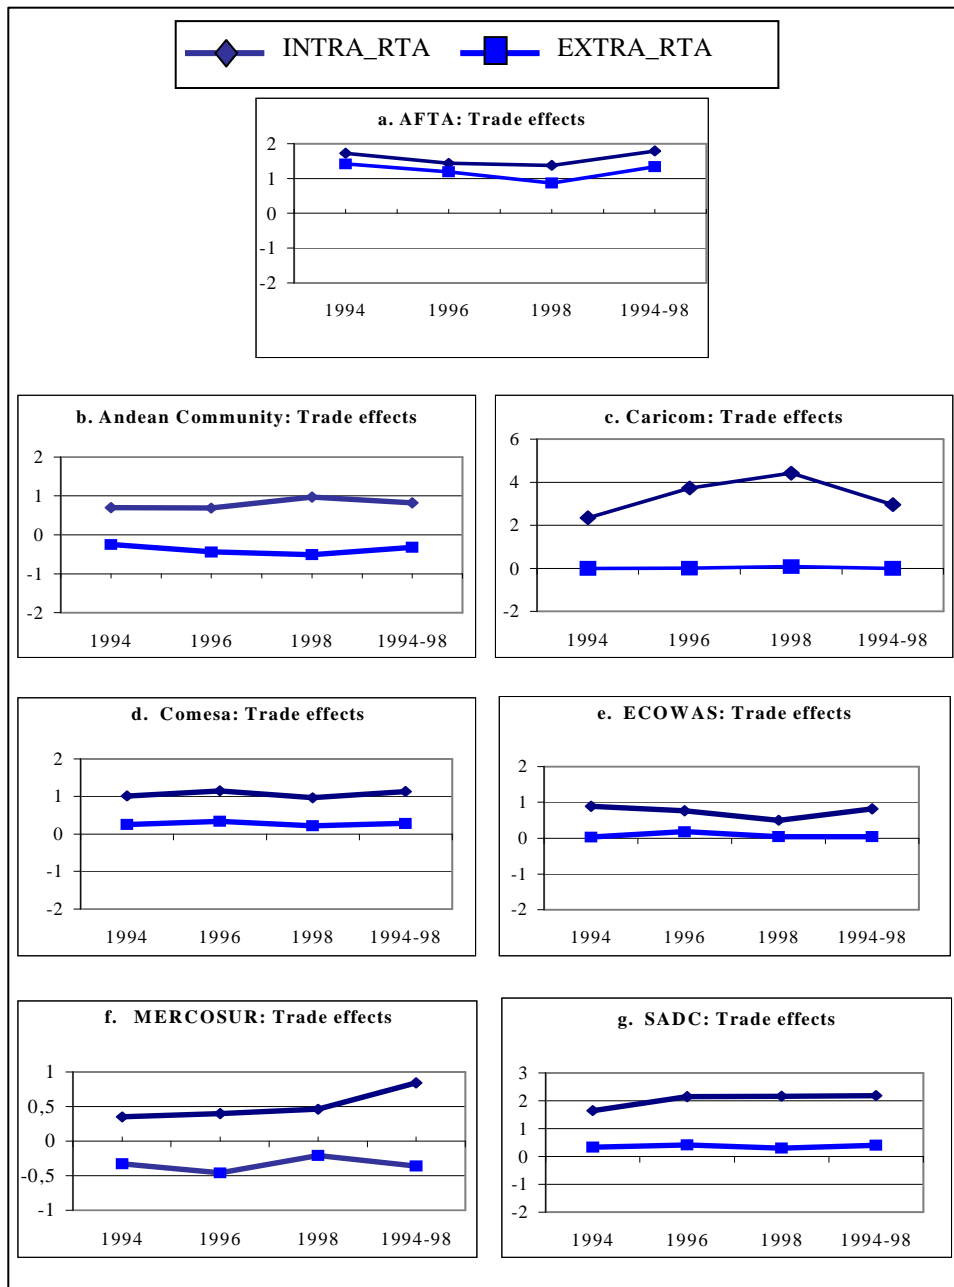 INTRA_RTA EXTRA_RTA
a. AFTA: Trade effects
2
1
0
-1
-2
1994 1996 1998 1994-98
b. Andean Community: Trade effects
2
1
0
-1
-2
1994 1996 1998 1994-98
c. Caricom: Trade effects
6
4
2
0
-2
1994 1996 1998 1994-98
d. Comesa: Trade effects
2
1
0
-1
-2
1994 1996 1998 1994-98
e. ECOWAS: Trade effects
2
1
0
-1
-2
1994 1996 1998 1994-98
f. MERCOSUR: Trade effects
1
0,5
0
-0,5
-1
1994 1996 1998 1994-98
g. SADC: Trade effects
3
2
1
0
-1
-2
1994 1996 1998 1994-98